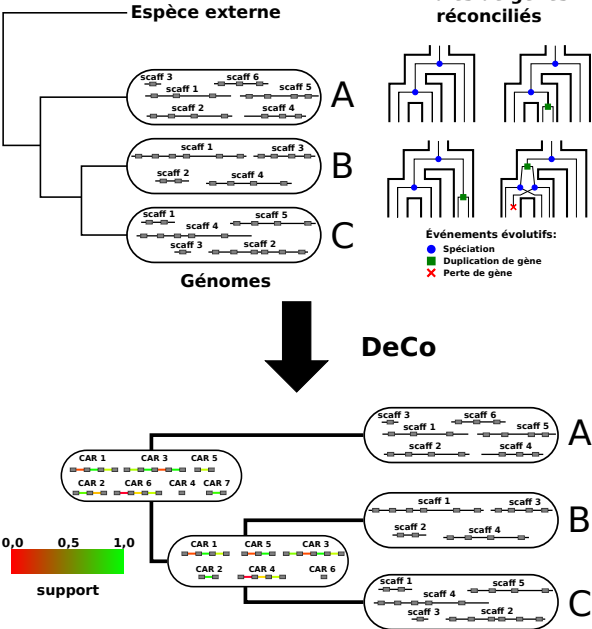 Espèce externe
réconciliés
scaff 3
scaff 6
scaff 1
scaff 5
scaff 2
scaff 4
A
scaff 1
scaff 3
scaff 2
scaff 4
B
scaff 1
scaff 5
scaff 4
scaff 3
scaff 2
C
Génomes
Événements évolutifs:
Spéciation
Duplication de gène
Perte de gène
DeCo
scaff 3
scaff 6
scaff 1
scaff 5
scaff 2
scaff 4
A
CAR 1
CAR 3
CAR 5
CAR 2
CAR 6
CAR 4
CAR 7
scaff 1
scaff 3
scaff 2
scaff 4
B
CAR 1
CAR 5
CAR 3
CAR 2
CAR 4
CAR 6
0,0
0,5
1,0
support
scaff 1
scaff 5
scaff 4
scaff 3
scaff 2
C